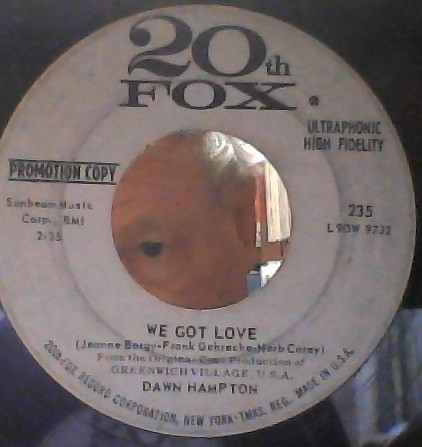 20th
FOX
ULTRAPHONIC
HIGH FIDELITY
PROMOTION COPY
Sunbeam Music
Corp., BMI
2:35
235
L9OW 9732
WE GOT LOVE
(Jeanne Bargy-Frank Gehrecke-Herb Corey)
From the Original Cast Production of
GREENWICH VILLAGE, U.S.A.
DAWN HAMPTON
20th-FOX RECORD CORPORATION, NEW YORK-TMKS. REG. MADE IN U.S.A.